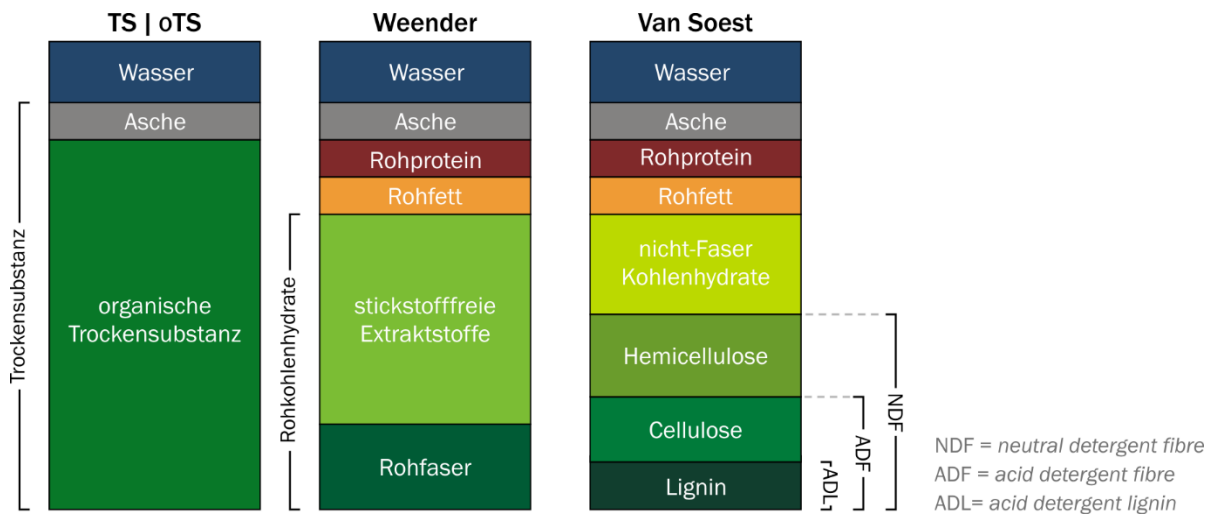 TS | oTS
Wasser
Asche
organische
Trockensubstanz
Trockensubstanz
Weender
Wasser
Asche
Rohprotein
Rohfett
stickstofffreie
Extraktstoffe
Rohfaser
Rohkohlenhydrate
Van Soest
Wasser
Asche
Rohprotein
Rohfett
nicht-Faser
Kohlenhydrate
Hemicellulose
Cellulose
Lignin
ADL
ADF
NDF
NDF = neutral detergent fibre
ADF = acid detergent fibre
ADL= acid detergent lignin